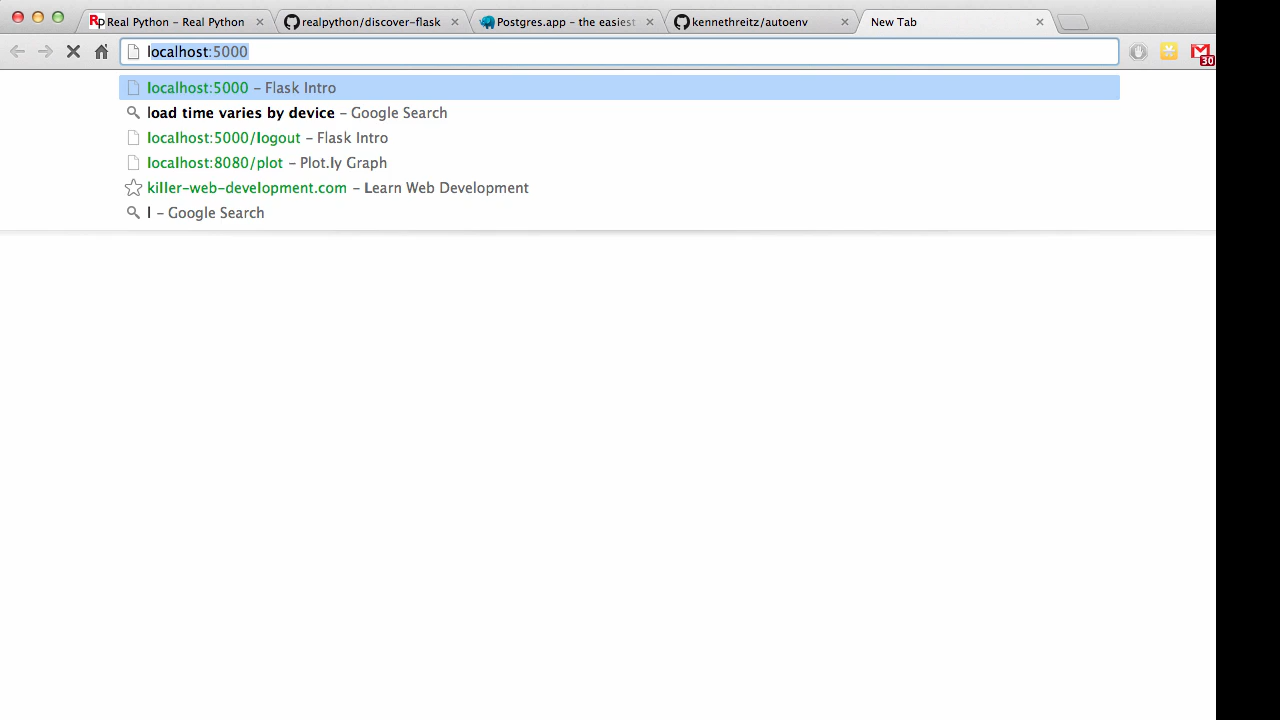 Real Python - Real Python
realpython/discover-flask
Postgres.app - the easiest
kennethreitz/autoenv
New Tab
localhost:5000
30
localhost:5000 - Flask Intro
load time varies by device - Google Search
localhost:5000/logout - Flask Intro
localhost:8080/plot - Plot.ly Graph
killer-web-development.com - Learn Web Development
l - Google Search